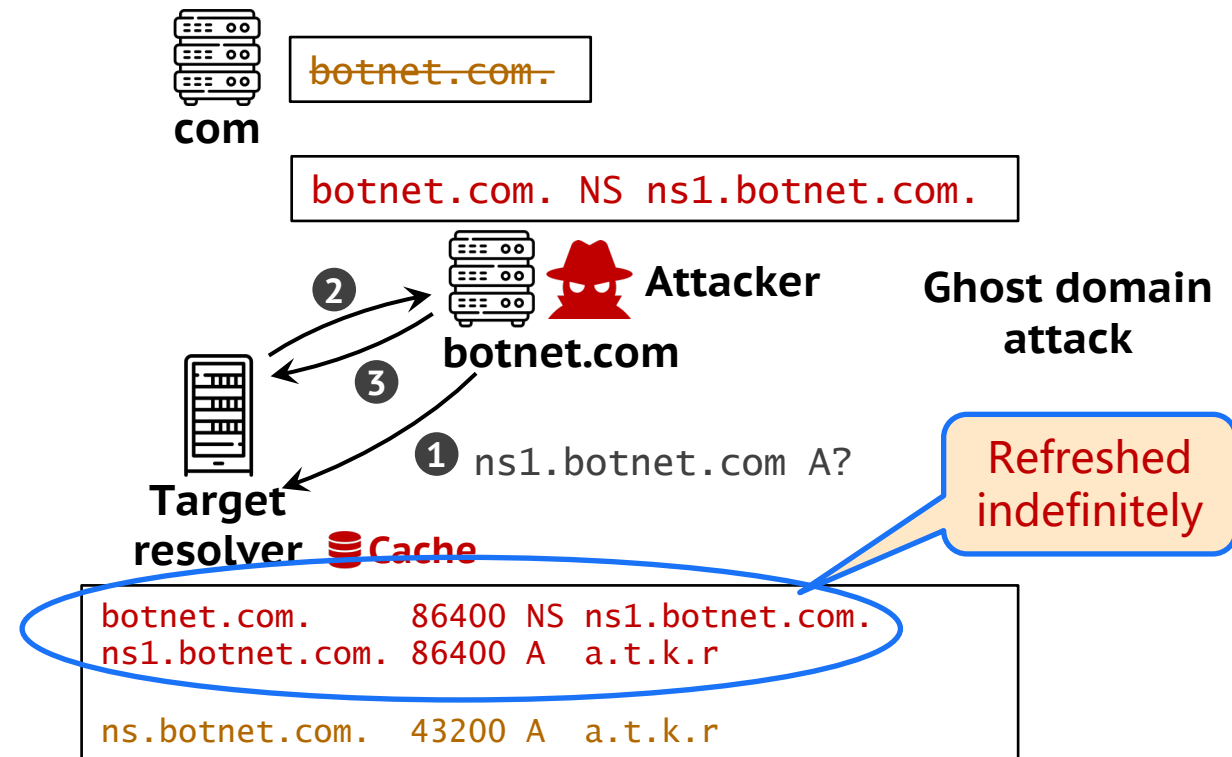 botnet.com.
com
botnet.com. NS ns1.botnet.com.
Attacker
Ghost domain
attack
2
botnet.com
3
1 ns1.botnet.com A?
Refreshed
indefinitely
Target
resolver
Cache
botnet.com. 86400 NS ns1.botnet.com.
ns1.botnet.com. 86400 A a.t.k.r
ns.botnet.com. 43200 A a.t.k.r